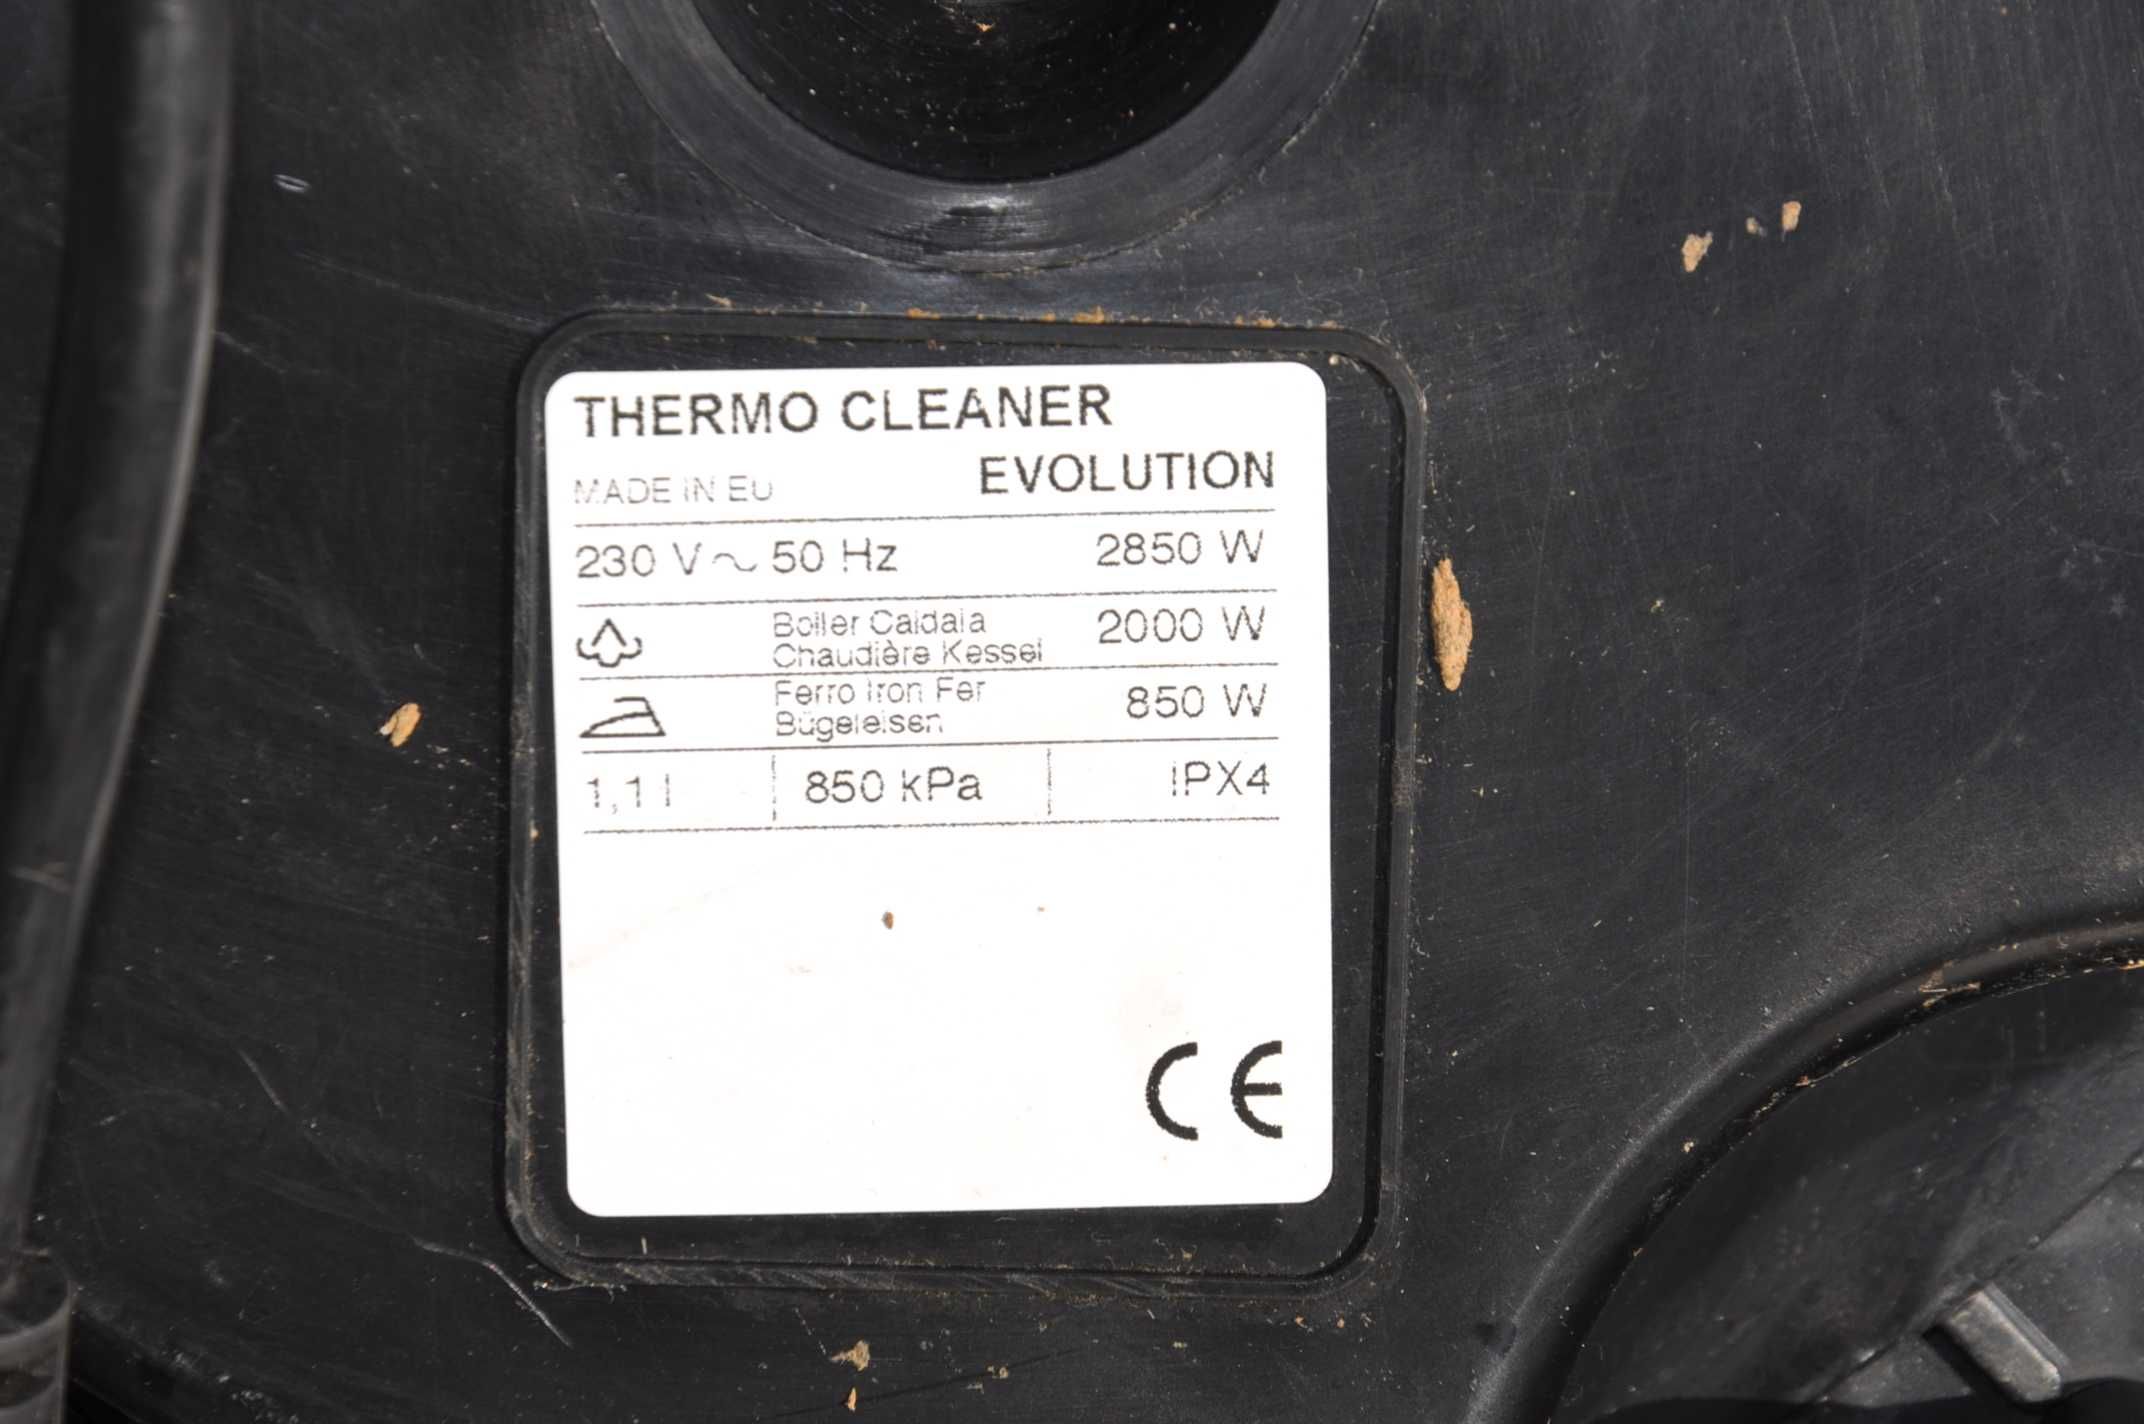 THERMO CLEANER
EVOLUTION
MADE IN EU
230 V~ 50 Hz 2850 W
Boiler Caldaia
Chaudière Kessel
2000 W
Ferro Iron Fer
Bügeleisen
850 W
1,1 l 850 kPa IPX4
CE